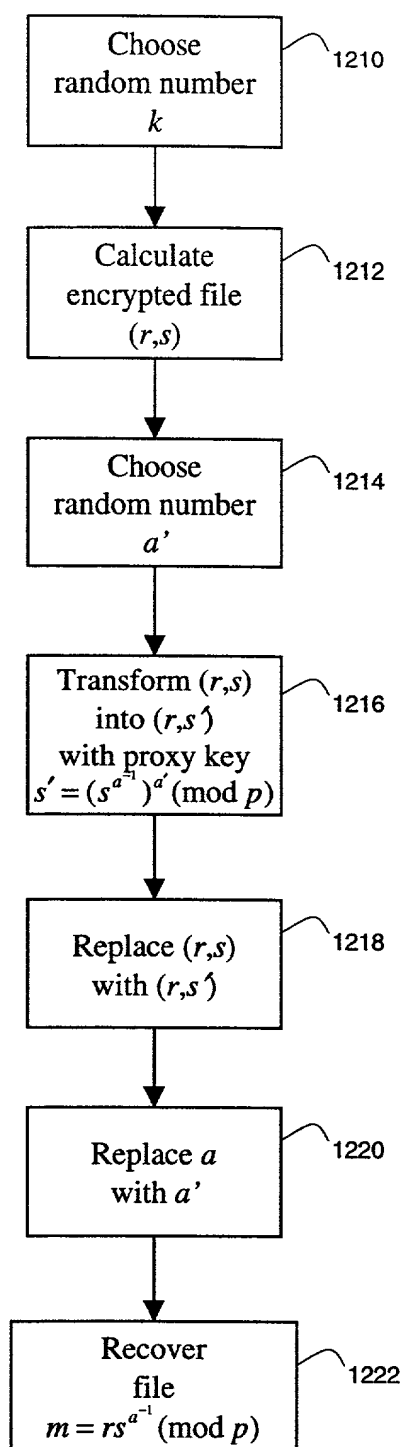 Choose
random number
k
1210
Calculate
encrypted file
(r,s)
1212
Choose
random number
a'
1214
Transform (r,s)
into (r,s')
with proxy key
s' = (s^{a^{-1}})^{a'} (mod p)
1216
Replace (r,s)
with (r,s')
1218
Replace a
with a'
1220
Recover
file
m = rs^{a^{-1}} (mod p)
1222